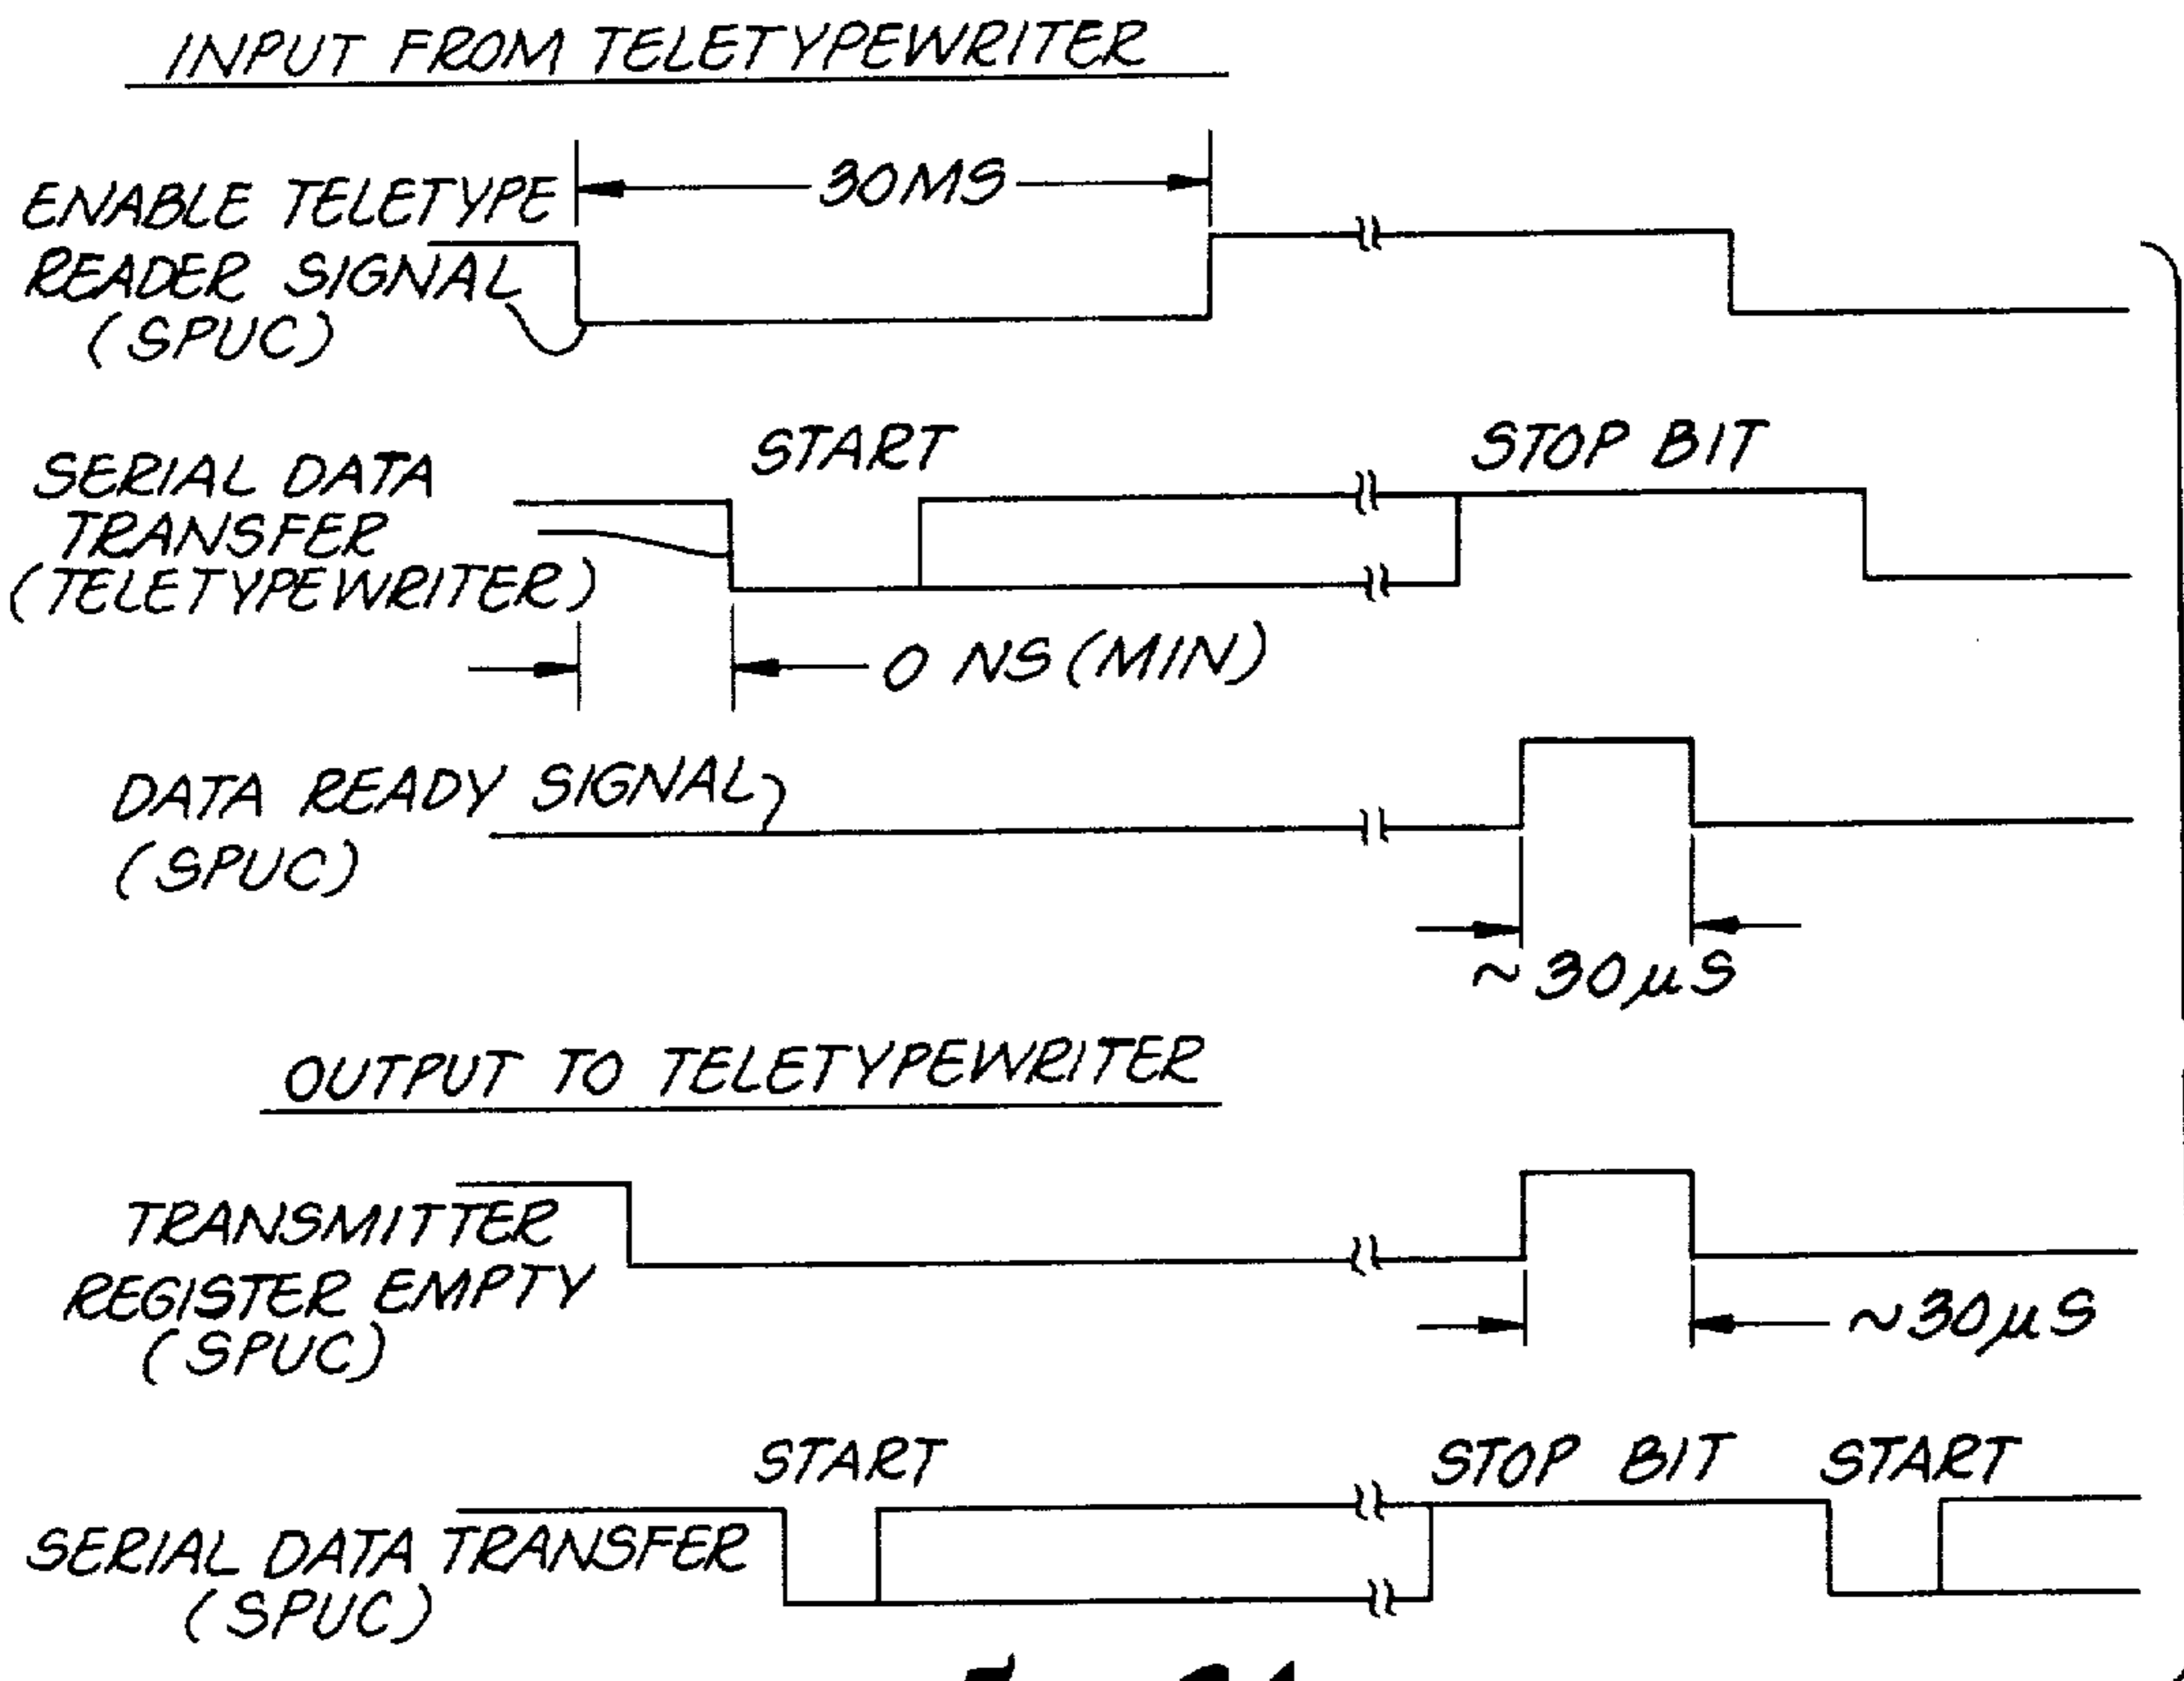 INPUT FROM TELETYPEWRITER
ENABLE TELETYPE
READER SIGNAL
(SPUC)
30MS
START
STOP BIT
SERIAL DATA
TRANSFER
(TELETYPEWRITER)
0 NS (MIN)
DATA READY SIGNAL
(SPUC)
~30µS
OUTPUT TO TELETYPEWRITER
TRANSMITTER
REGISTER EMPTY
(SPUC)
~30µS
START
STOP BIT
START
SERIAL DATA TRANSFER
(SPUC)